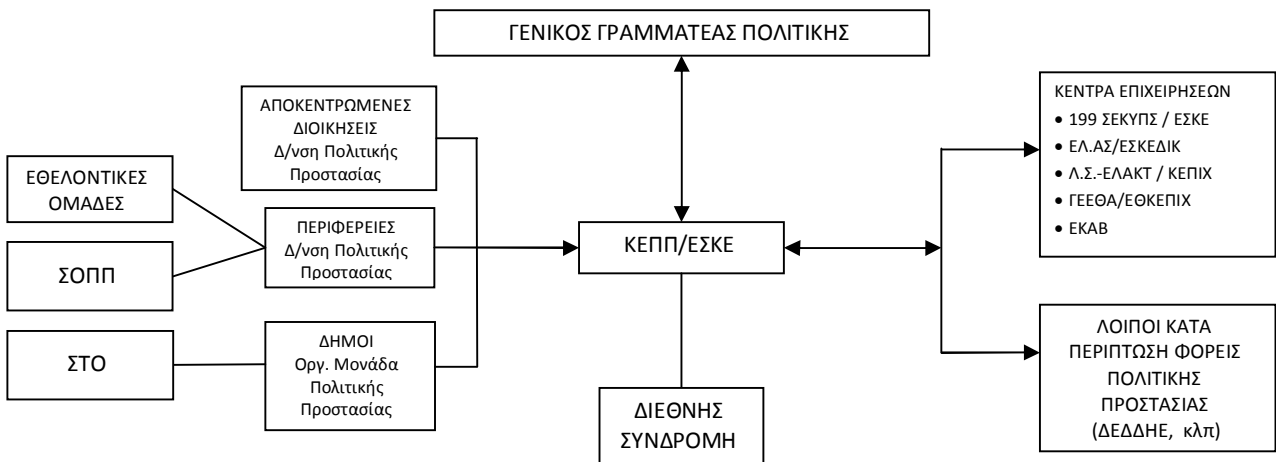 ΓΕΝΙΚΟΣ ΓΡΑΜΜΑΤΕΑΣ ΠΟΛΙΤΙΚΗΣ
ΑΠΟΚΕΝΤΡΩΜΕΝΕΣ
ΔΙΟΙΚΗΣΕΙΣ
Δ/νση Πολιτικής
Προστασίας
ΕΘΕΛΟΝΤΙΚΕΣ
ΟΜΑΔΕΣ
ΣΟΠΠ
ΣΤΟ
ΠΕΡΙΦΕΡΕΙΕΣ
Δ/νση Πολιτικής
Προστασίας
ΔΗΜΟΙ
Οργ. Μονάδα
Πολιτικής
Προστασίας
ΚΕΠΠ/ΕΣΚΕ
ΔΙΕΘΝΗΣ
ΣΥΝΔΡΟΜΗ
ΚΕΝΤΡΑ ΕΠΙΧΕΙΡΗΣΕΩΝ
• 199 ΣΕΚΥΠΣ / ΕΣΚΕ
• ΕΛ.ΑΣ/ΕΣΚΕΔΙΚ
• Λ.Σ.-ΕΛΑΚΤ / ΚΕΠΙΧ
• ΓΕΕΘΑ/ΕΘΚΕΠΙΧ
• ΕΚΑΒ
ΛΟΙΠΟΙ ΚΑΤΑ
ΠΕΡΙΠΤΩΣΗ ΦΟΡΕΙΣ
ΠΟΛΙΤΙΚΗΣ
ΠΡΟΣΤΑΣΙΑΣ
(ΔΕΔΔΗΕ, κλπ)